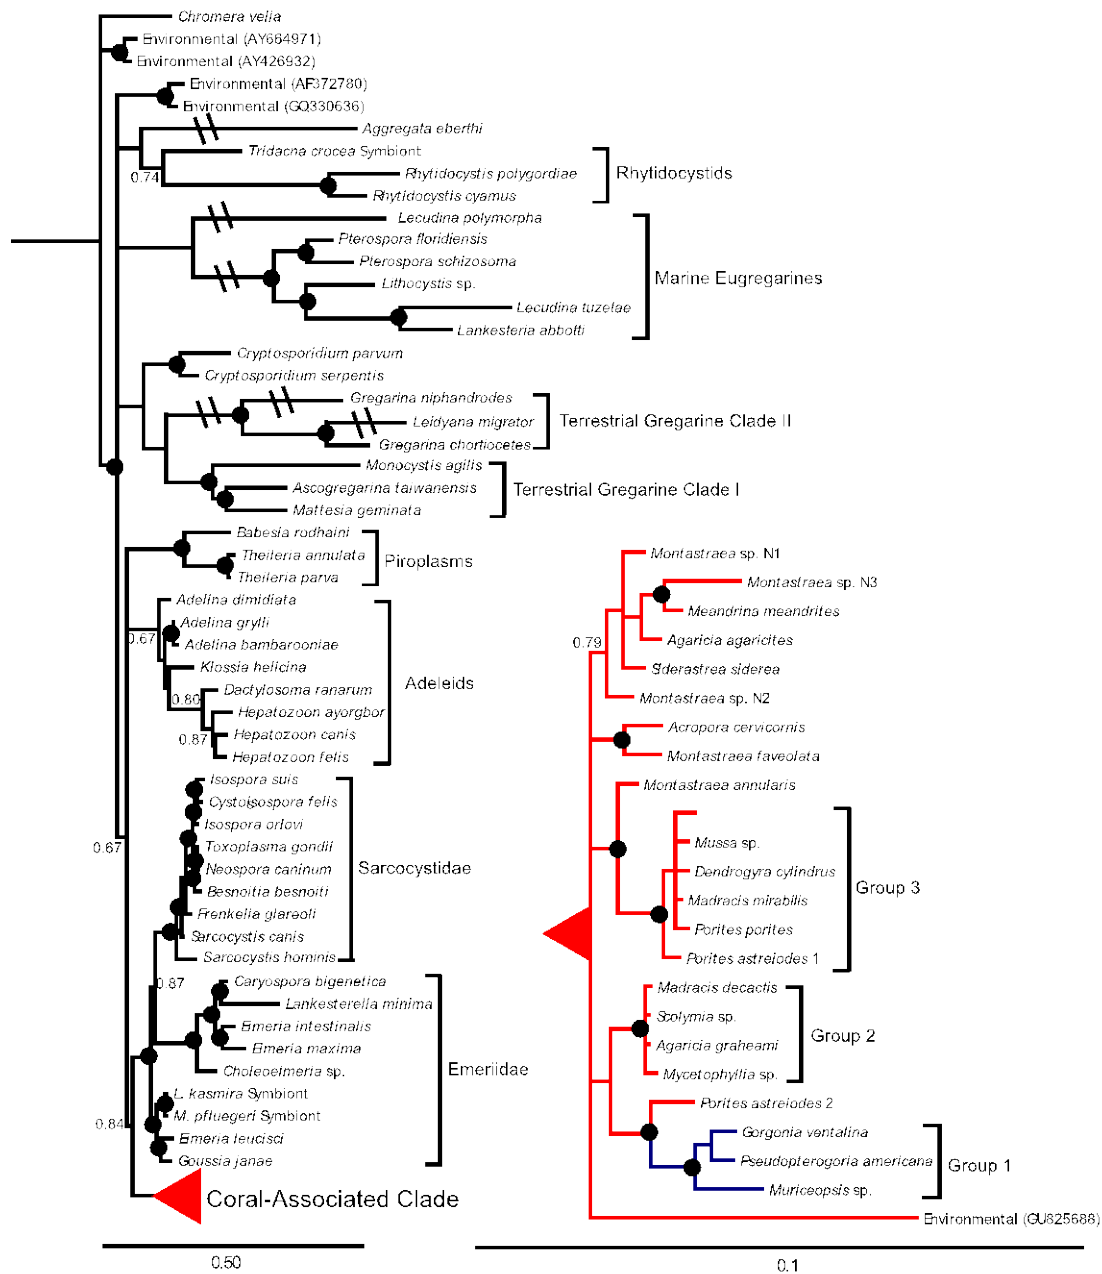 Chromera velia
Environmental (AY664971)
Environmental (AY426932)
Environmental (AF372780)
Environmental (GQ330636)
Aggregata eberthi
Tridacna crocea Symbiont
0.74
Rhytidocystis polygordiae
Rhytidocystis cyamus
Rhytidocystids
Lecudina polymorpha
Pterospora floridiensis
Pterospora schizosoma
Lithocystis sp.
Lecudina tuzelae
Lankesteria abbotti
Marine Eugregarines
Cryptosporidium parvum
Cryptosporidium serpentis
Gregarina niphandrodes
Leidyana migrator
Gregarina chortiocetes
Terrestrial Gregarine Clade II
Monocystis agilis
Ascogregarina taiwanensis
Mattesia geminata
Terrestrial Gregarine Clade I
Babesia rodhaini
Theileria annulata
Theileria parva
Piroplasms
Adelina dimidiata
Adelina grylli
0.67
Adelina bambarooniae
Klossia helicina
0.80
Dactylosoma ranarum
Hepatozoon ayorgbor
0.87
Hepatozoon canis
Hepatozoon felis
Adeleids
Isospora suis
Cystoisospora felis
Isospora orlovi
0.67
Toxoplasma gondii
Neospora caninum
Besnoitia besnoiti
Frenkelia glareoli
Sarcocystis canis
Sarcocystis hominis
Sarcocystidae
0.87
Caryospora bigenetica
Lankesterella minima
Eimeria intestinalis
Eimeria maxima
Choleoeimeria sp.
L. kasmira Symbiont
M. pfluegeri Symbiont
0.84
Eimeria leucisci
Goussia janae
Emeriidae
Coral-Associated Clade
0.50
Montastraea sp. N1
Montastraea sp. N3
Meandrina meandrites
0.79
Agaricia agaricites
Siderastrea siderea
Montastraea sp. N2
Acropora cervicornis
Montastraea faveolata
Montastraea annularis
Mussa sp.
Dendrogyra cylindrus
Madracis mirabilis
Porites porites
Porites astreiodes 1
Group 3
Madracis decactis
Scolymia sp.
Agaricia graheami
Mycetophyllia sp.
Group 2
Porites astreiodes 2
Gorgonia ventalina
Pseudopterogoria americana
Muriceopsis sp.
Group 1
Environmental (GU825688)
0.1